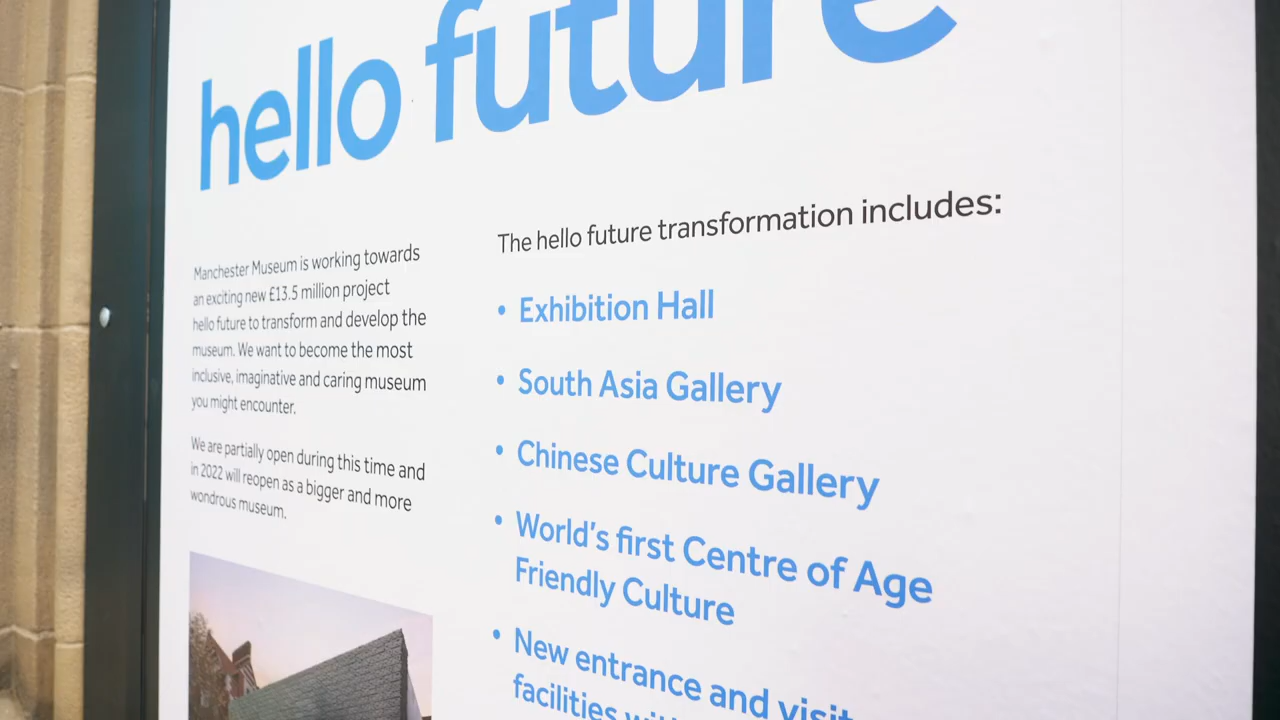 hello future
Manchester Museum is working towards
an exciting new £13.5 million project
hello future to transform and develop the
museum. We want to become the most
inclusive, imaginative and caring museum
you might encounter.
We are partially open during this time and
in 2022 will reopen as a bigger and more
wondrous museum.
The hello future transformation includes:
• Exhibition Hall
• South Asia Gallery
• Chinese Culture Gallery
• World's first Centre of Age
Friendly Culture
• New entrance and
facilities